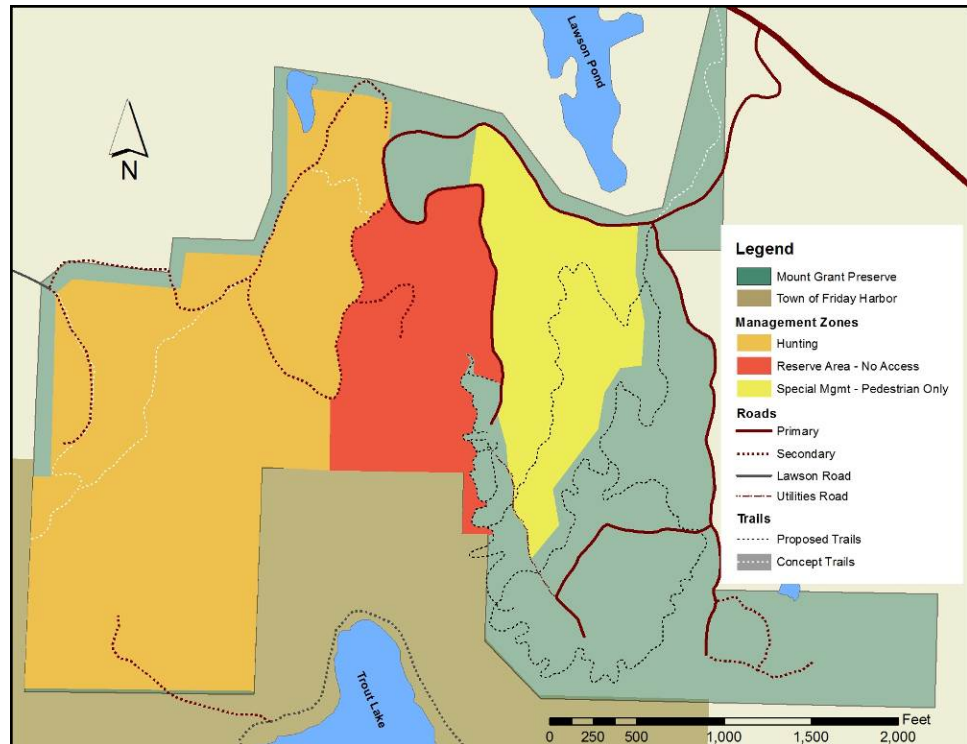 Lawson Pond
N
Legend
Mount Grant Preserve
Town of Friday Harbor
Management Zones
Hunting
Reserve Area - No Access
Special Mgmt - Pedestrian Only
Roads
Primary
Secondary
Lawson Road
Utilities Road
Trails
Proposed Trails
Concept Trails
Trout Lake
Feet
0 250 500 1,000 1,500 2,000